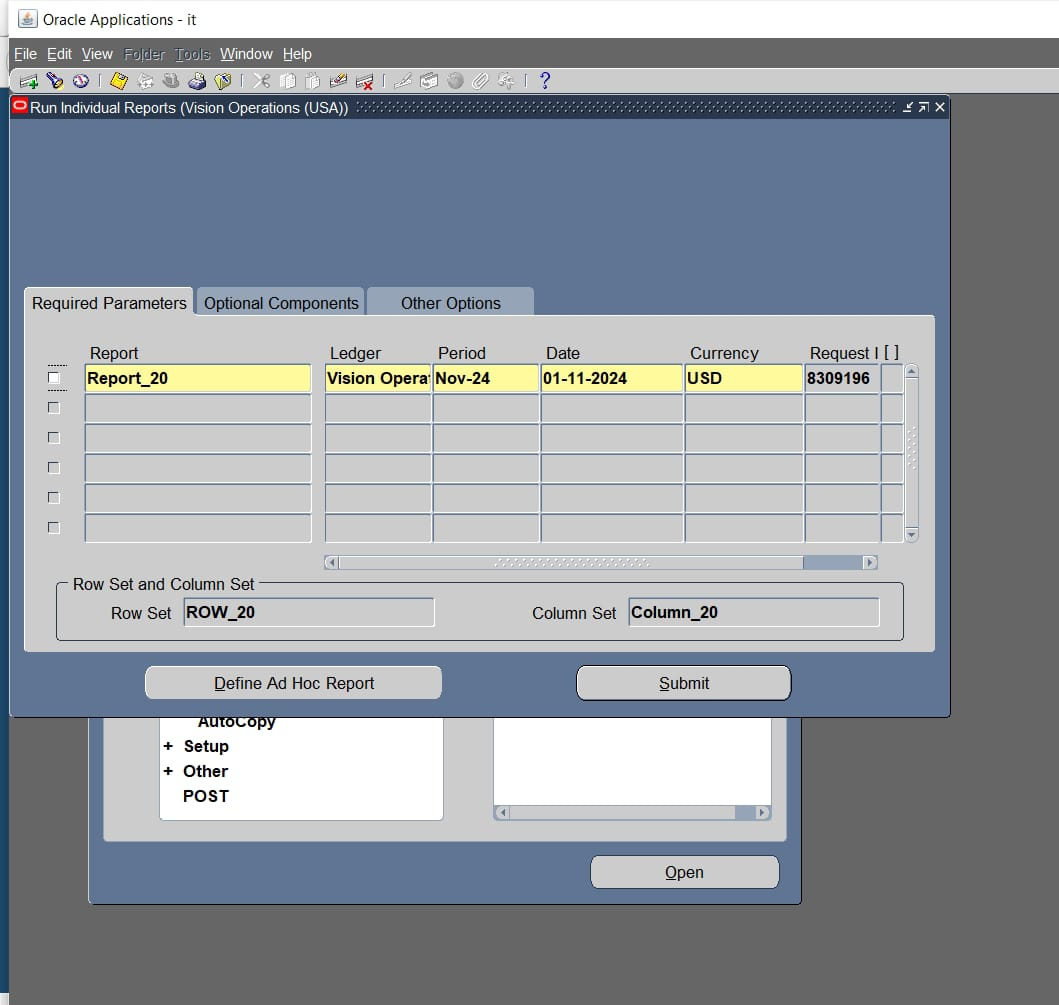 Oracle Applications - it
File Edit View Folder Tools Window Help
?
Run Individual Reports (Vision Operations (USA))
Required Parameters Optional Components Other Options
Report Ledger Period Date Currency Request I [ ]
Report_20 Vision Opera Nov-24 01-11-2024 USD 8309196
Row Set and Column Set
Row Set ROW_20 Column Set Column_20
Define Ad Hoc Report Submit
AutoCopy
+ Setup
+ Other
POST
Open